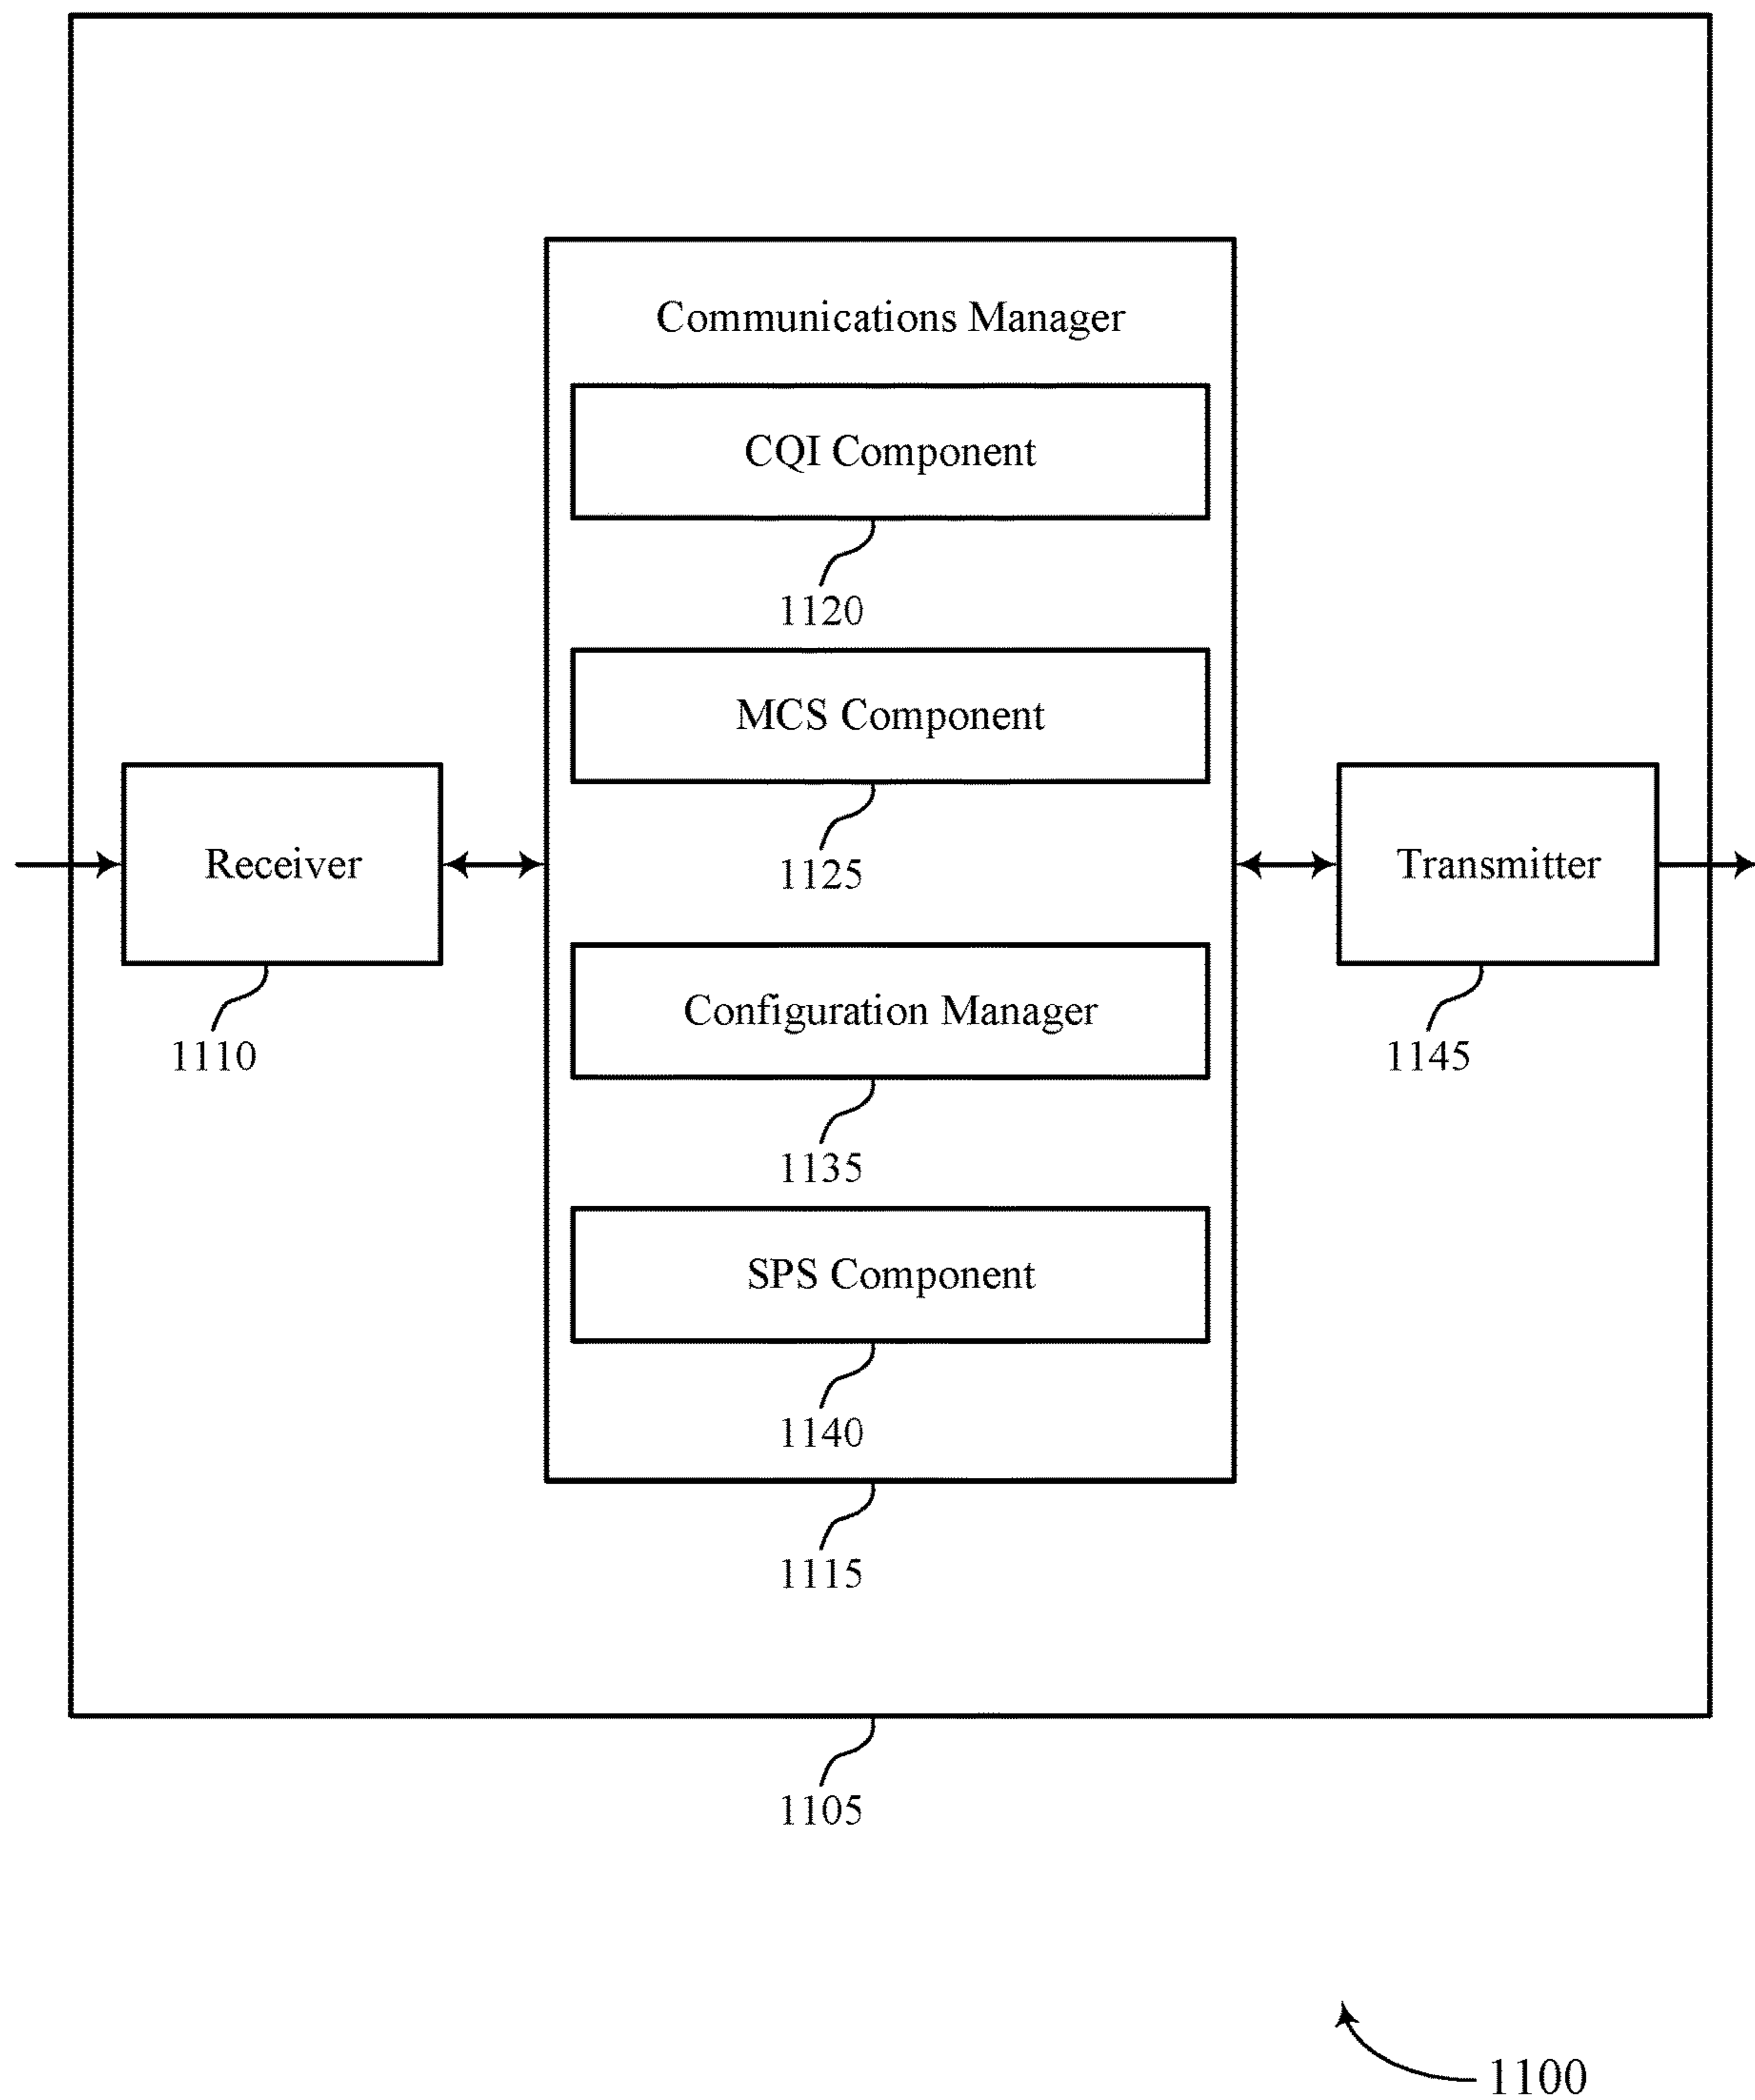 Communications Manager
CQI Component
1120
MCS Component
1125
Receiver
1110
Transmitter
1145
Configuration Manager
1135
SPS Component
1140
1115
1105
1100